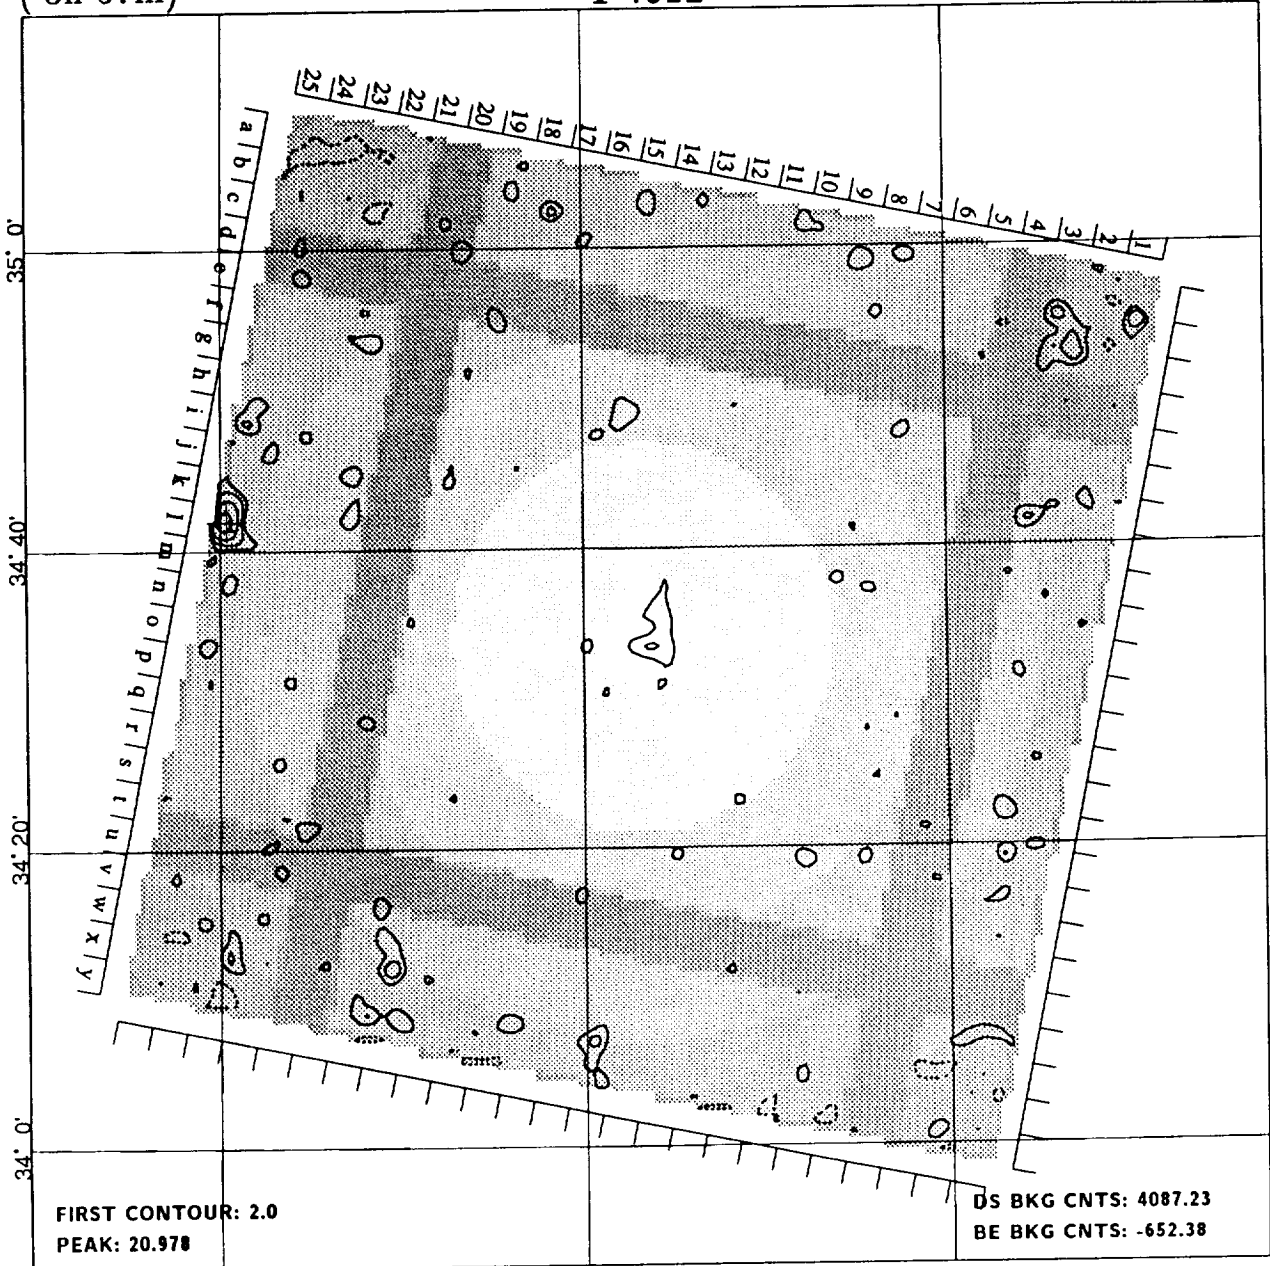 25 24 23 22 21 20 19 18 17 16 15 14 13 12 11 10 9 8 7 6 5 4 3 2 1
a b c d e f g h i j k l m n o p q r s t u v w x y
35° 0'
34° 40'
34° 20'
34° 0'
FIRST CONTOUR: 2.0
PEAK: 20.978
DS BKG CNTS: 4087.23
BE BKG CNTS: -652.38